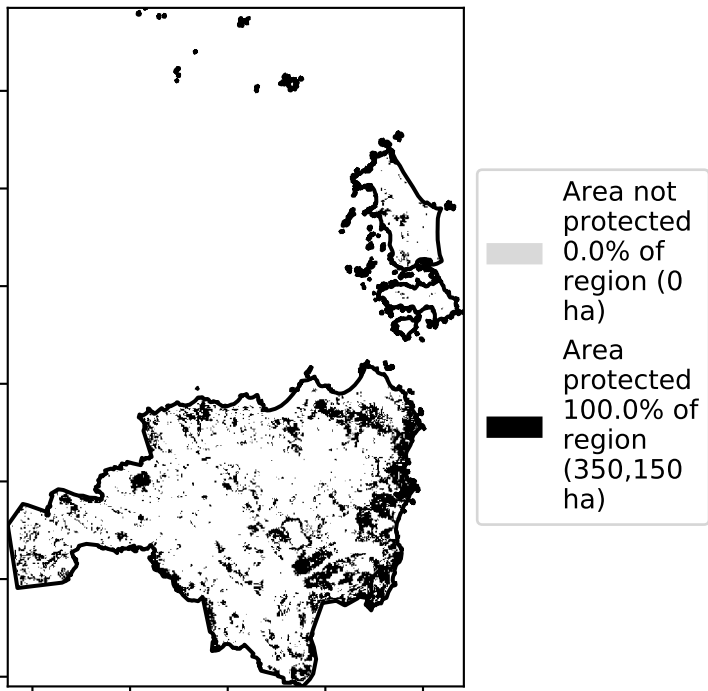 Area not
protected
0.0% of
region (0
ha)
Area
protected
100.0% of
region
(350,150
ha)